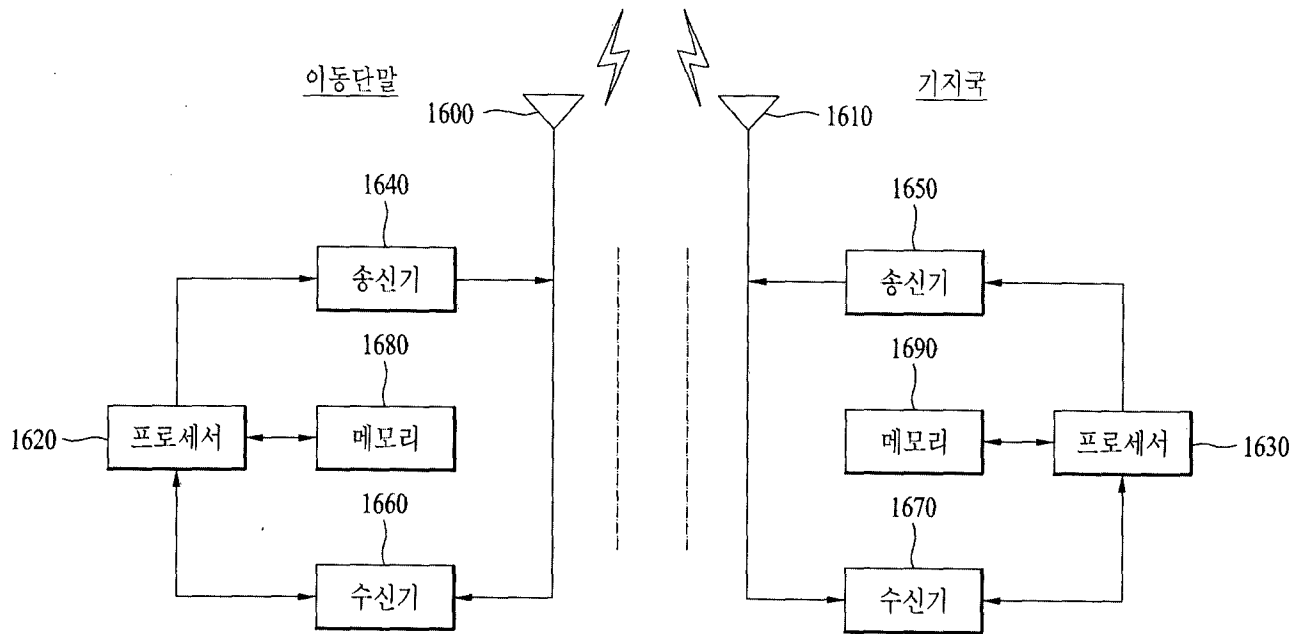 이동단말
기지국
1600
1610
1640
1650
송신기
송신기
1680
1690
1620
프로세서
메모리
메모리
프로세서
1630
1660
1670
수신기
수신기